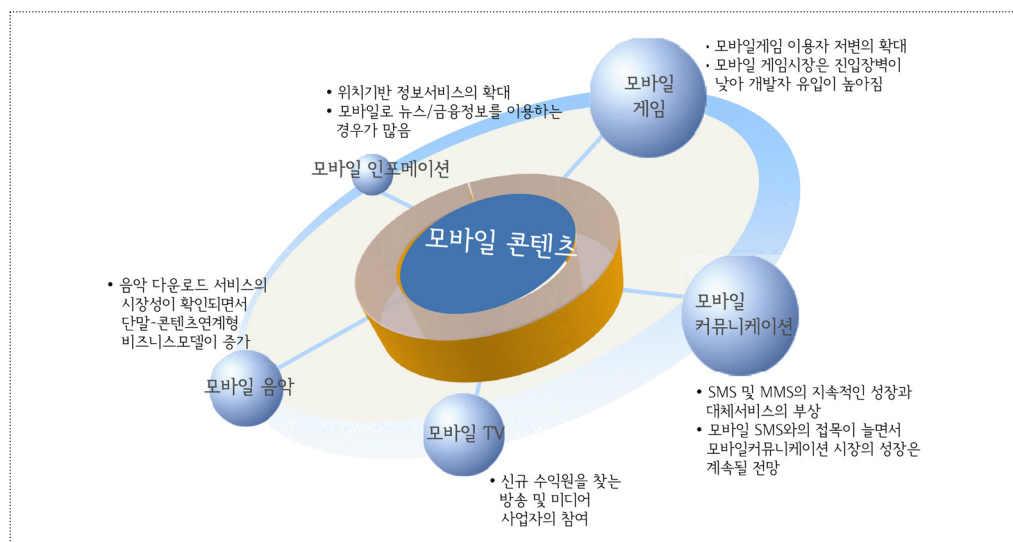 · 모바일게임 이용자 저변의 확대
· 모바일 게임시장은 진입장벽이
낮아 개발자 유입이 높아짐
모바일
게임
• 위치기반 정보서비스의 확대
• 모바일로 뉴스/금융정보를 이용하는
경우가 많음
모바일 인포메이션
모바일 콘텐츠
• 음악 다운로드 서비스의
시장성이 확인되면서
단말-콘텐츠연계형
비즈니스모델이 증가
모바일 음악
모바일
커뮤니케이션
• SMS 및 MMS의 지속적인 성장과
대체서비스의 부상
• 모바일 SMS와의 접목이 늘면서
모바일커뮤니케이션 시장의 성장은
계속될 전망
모바일 TV
• 신규 수익원을 찾는
방송 및 미디어
사업자의 참여